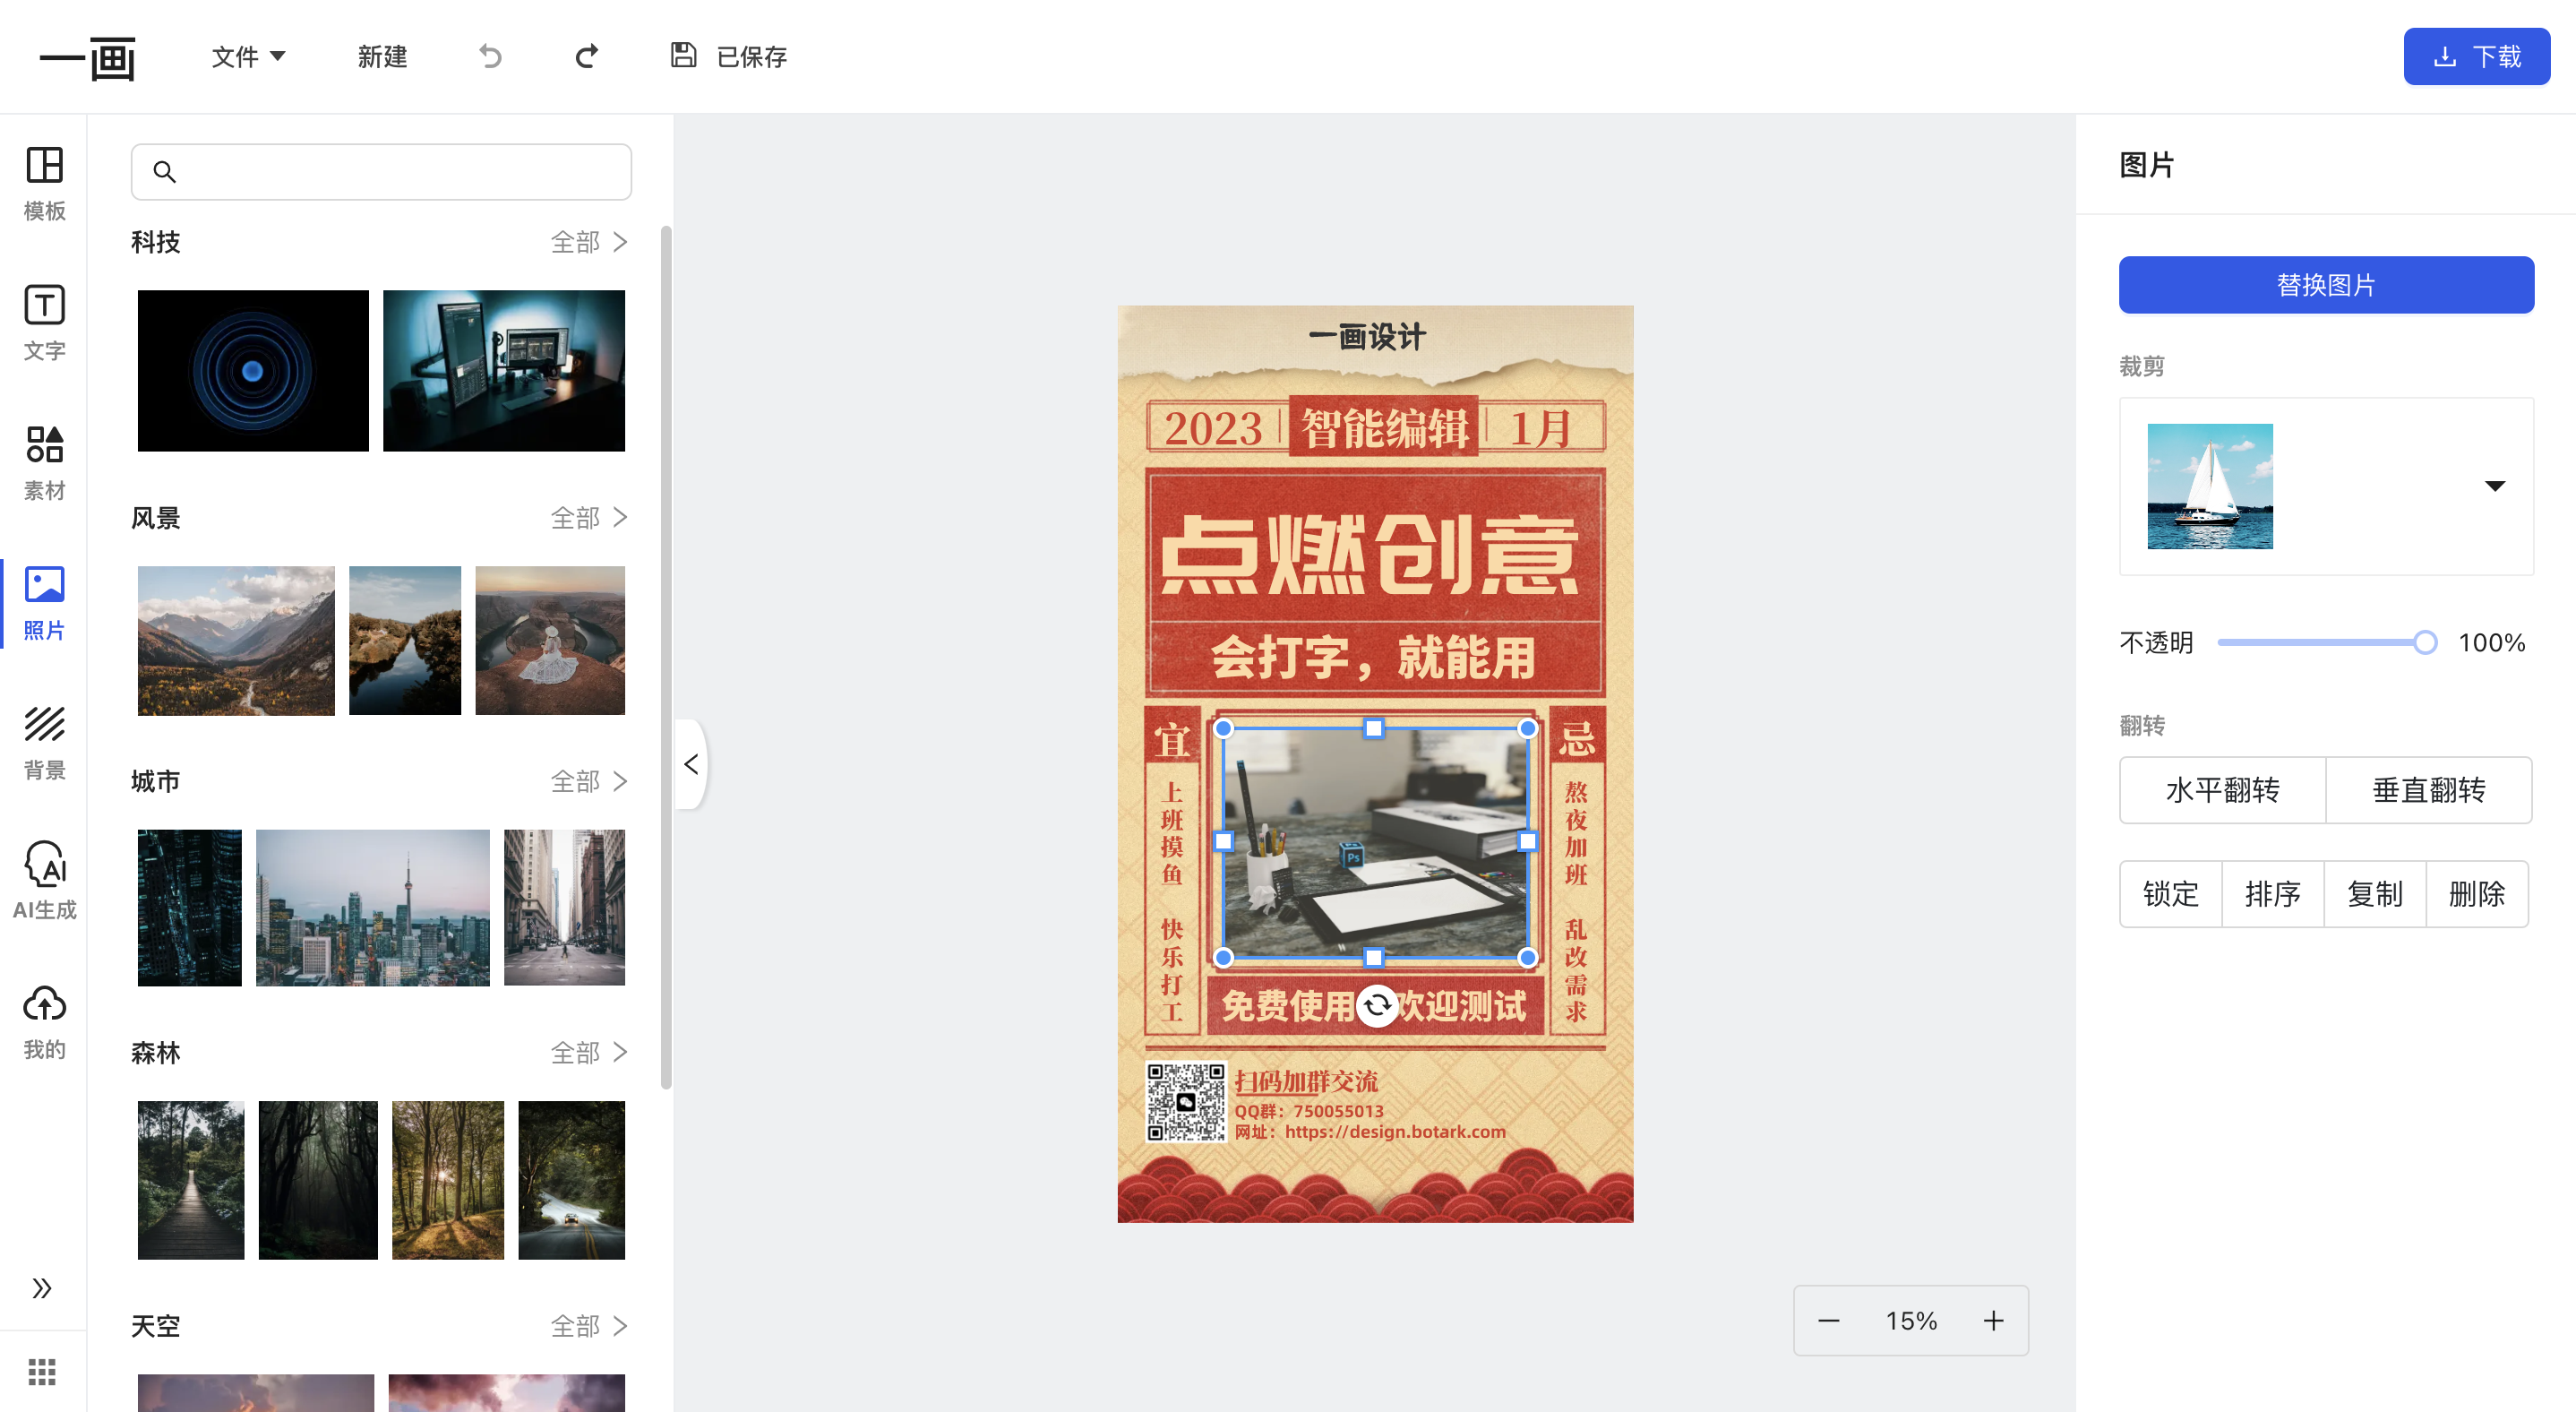 一画
文件
新建
已保存
下载
模板
文字
素材
照片
背景
AI
AI生成
我的
科技 全部
风景 全部
城市 全部
森林 全部
天空 全部
一画设计
2023 智能编辑 1月
点燃创意
会打字，就能用
宜
上班摸鱼 快乐打工
Ps
忌
熬夜加班 乱改需求
免费使用 欢迎测试
扫码加群交流
QQ群：750055013
网址：https://design.botark.com
15%
图片
替换图片
裁剪
不透明 100%
翻转
水平翻转 垂直翻转
锁定 排序 复制 删除